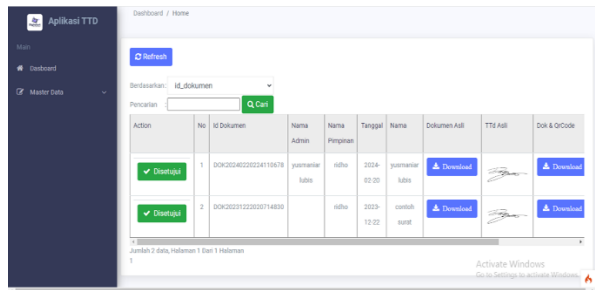 Aplikasi TTD
Dashboard / Home
Main
Dasboard
Master Data
Refresh
Berdasarkan : id_dokumen
Pencarian :
Cari
Action No Id Dokumen Nama Admin Nama Pimpinan Tanggal Nama Dokumen Asli TTd Asli Dok & QrCode
Disetujui 1 DOK20240220224110678 yusmaniar lubis ridho 2024-02-20 yusmaniar lubis Download Download
Disetujui 2 DOK20231222020714830 ridho 2023-12-22 contoh surat Download Download
Jumlah 2 data, Halaman 1 Dari 1 Halaman
1
Activate Windows
Go to Settings to activate Windows.